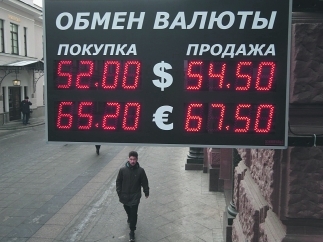 ОБМЕН ВАЛЮТЫ
ПОКУПКА ПРОДАЖА
52.00 $ 54.50
65.20 € 67.50